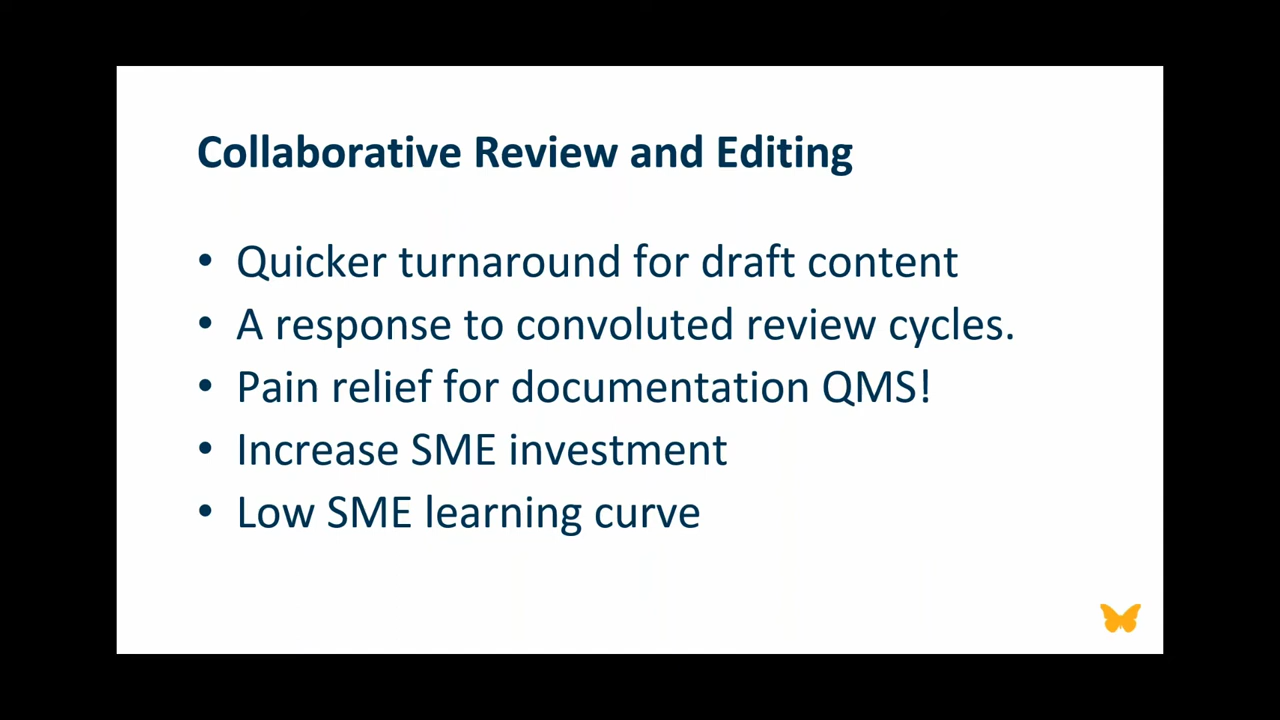 Collaborative Review and Editing
• Quicker turnaround for draft content
• A response to convoluted review cycles.
• Pain relief for documentation QMS!
• Increase SME investment
• Low SME learning curve